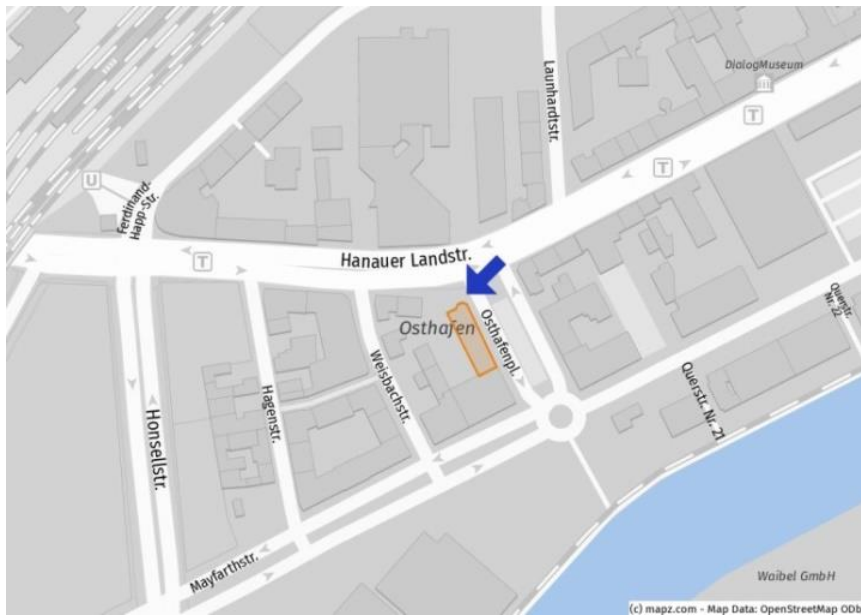 DialogMuseum
T
Launhardtstr.
T
U
Ferdinand-
Happ-Str.
T
Hanauer Landstr.
Osthafen
Osthafenpl.
Weisbachstr.
Hagenstr.
Honsellstr.
Querstr.
Nr. 22
Querstr. Nr. 21
Mayfarthstr.
Waibel GmbH
(c) mapz.com - Map Data: OpenStreetMap ODb